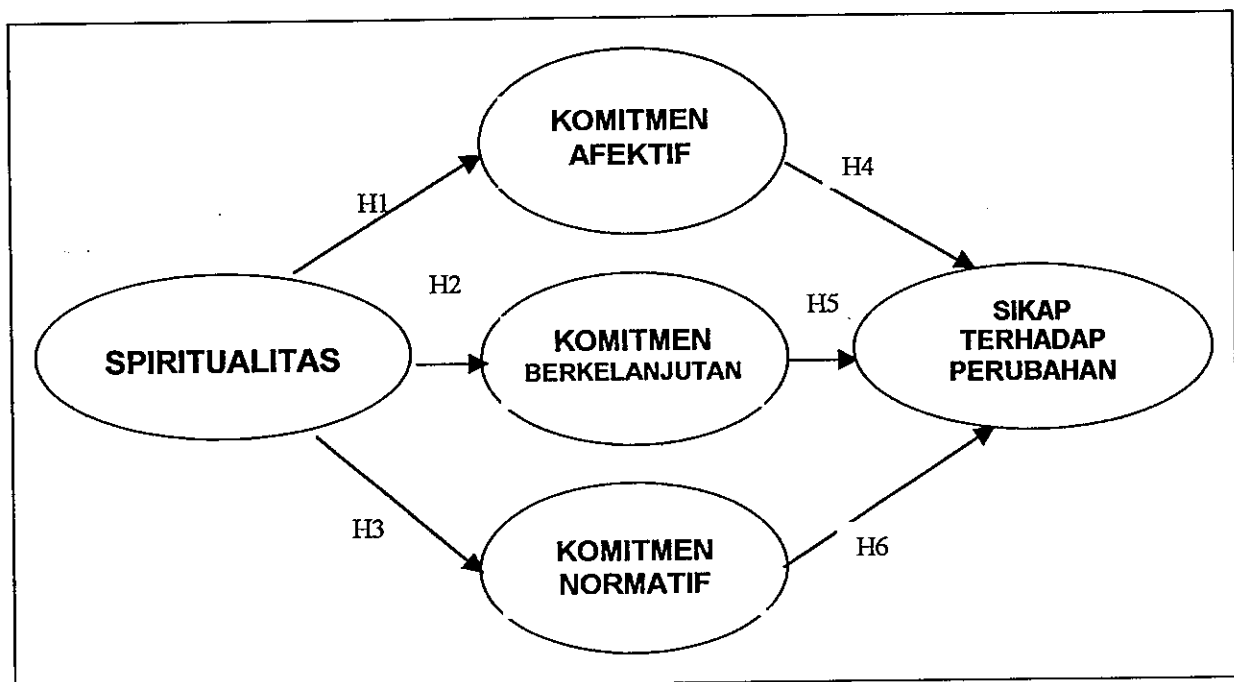 KOMITMEN
AFEKTIF
H1
H4
H2
H5
SPIRITUALITAS
KOMITMEN
BERKELANJUTAN
SIKAP
TERHADAP
PERUBAHAN
H3
H6
KOMITMEN
NORMATIF